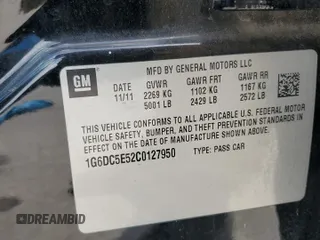 MFD BY GENERAL MOTORS LLC
GM
DATE GVWR GAWR FRT GAWR RR
11/11 2269 KG 1102 KG 1167 KG
5001 LB 2429 LB 2572 LB
THIS VEHICLE CONFORMS TO ALL APPLICABLE U.S. FEDERAL MOTOR
VEHICLE SAFETY, BUMPER, AND THEFT PREVENTION STANDARDS IN
EFFECT ON THE DATE OF MANUFACTURE SHOWN ABOVE.
1G6DC5E52C0127950 TYPE: PASS CAR
DREAMBID